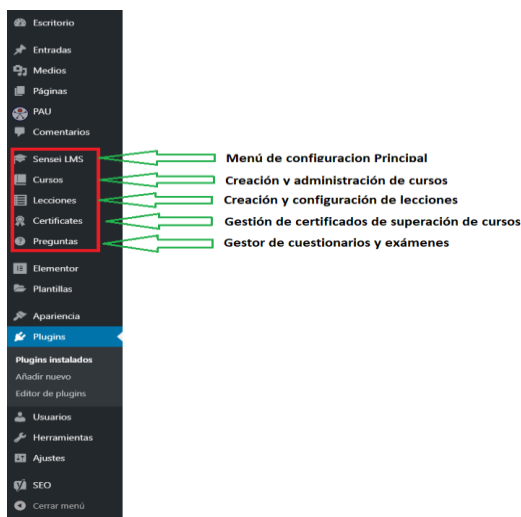 Escritorio
Entradas
Medios
Páginas
PAU
Comentarios
Sensei LMS Menú de configuracion Principal
Cursos Creación y administración de cursos
Lecciones Creación y configuración de lecciones
Certificates Gestión de certificados de superación de cursos
Preguntas Gestor de cuestionarios y exámenes
Elementor
Plantillas
Apariencia
Plugins
Plugins instalados
Añadir nuevo
Editor de plugins
Usuarios
Herramientas
Ajustes
SEO
Cerrar menú